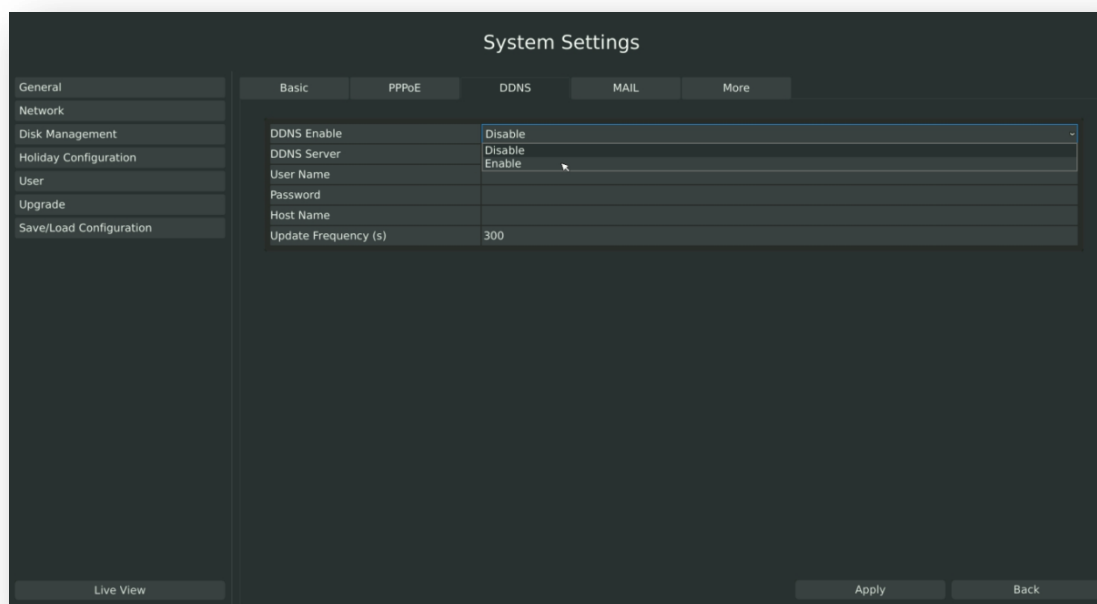 System Settings
General
Network
Disk Management
Holiday Configuration
User
Upgrade
Save/Load Configuration
Live View
Basic PPPoE DDNS MAIL More
DDNS Enable Disable
Disable
DDNS Server
Enable
User Name
Password
Host Name
Update Frequency (s) 300
Apply Back